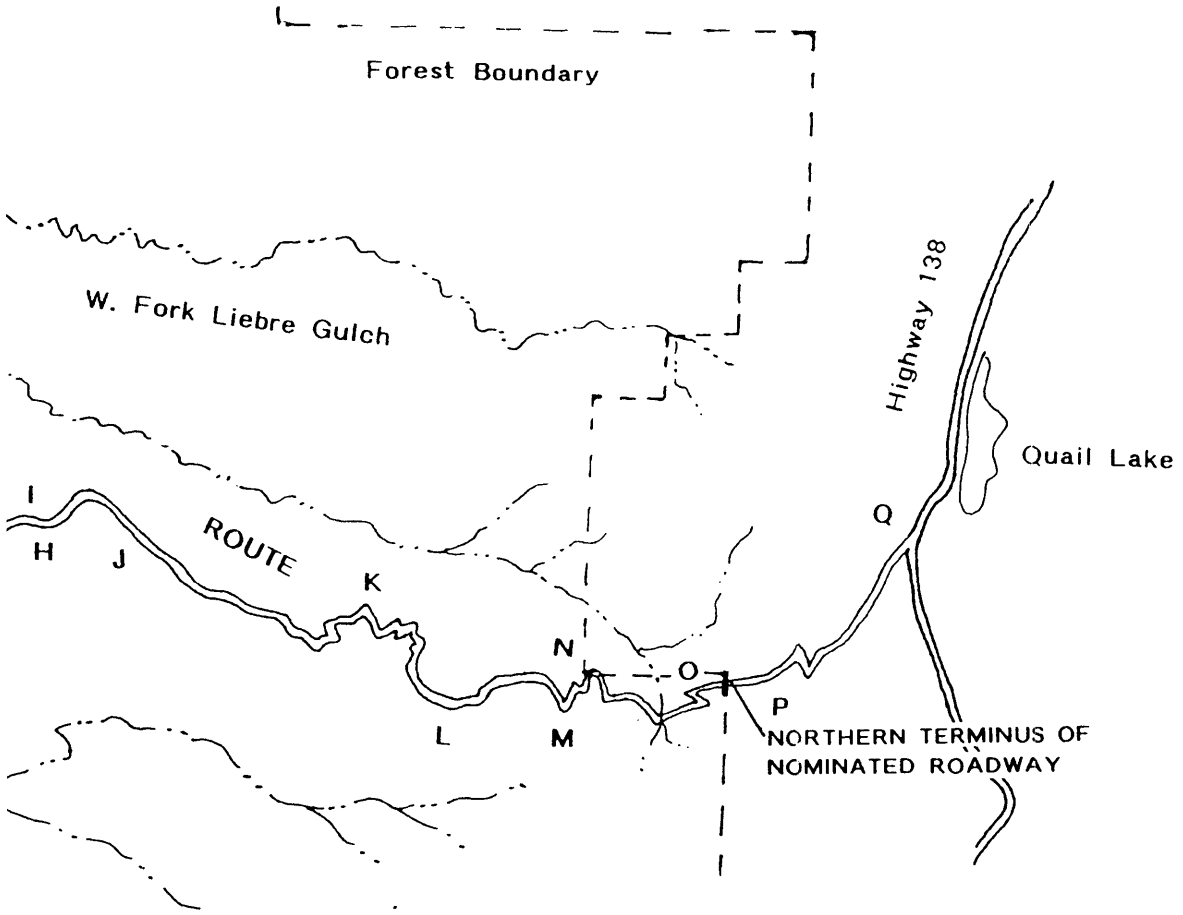 Forest Boundary
W. Fork Liebre Gulch
Highway 138
Quail Lake
I
H
J
ROUTE
K
L
M
N
O
P
Q
NORTHERN TERMINUS OF
NOMINATED ROADWAY